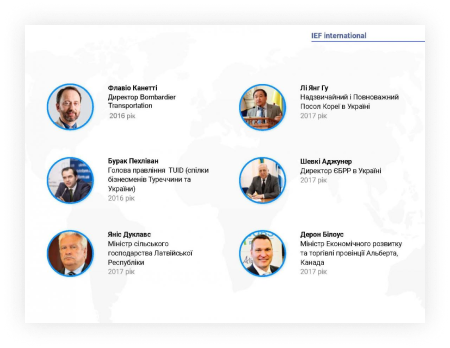 IEF international
Флавіо Канетті
Директор Bombardier
Transportation
2016 рік
Лі Янг Гу
Надзвичайний і Повноважний
Посол Кореї в Україні
2017 рік
Бурак Пехліван
Голова правління TUID (спілки
бізнесменів Туреччини та
України)
2016 рік
Шевкі Аджунер
Директор ЄБРР в Україні
2017 рік
Яніс Дуклавс
Міністр сільського
господарства Латвійської
Республіки
2017 рік
Дерон Білоус
Міністр Економічного розвитку
та торгівлі провінції Альберта,
Канада
2017 рік